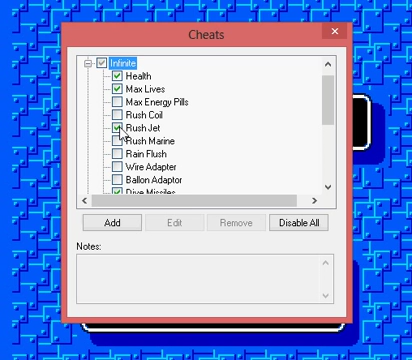 Cheats
Infinite
Health
Max Lives
Max Energy Pills
Rush Coil
Rush Jet
Rush Marine
Rain Flush
Wire Adapter
Ballon Adaptor
Dive Missiles
Add
Edit
Remove
Disable All
Notes: